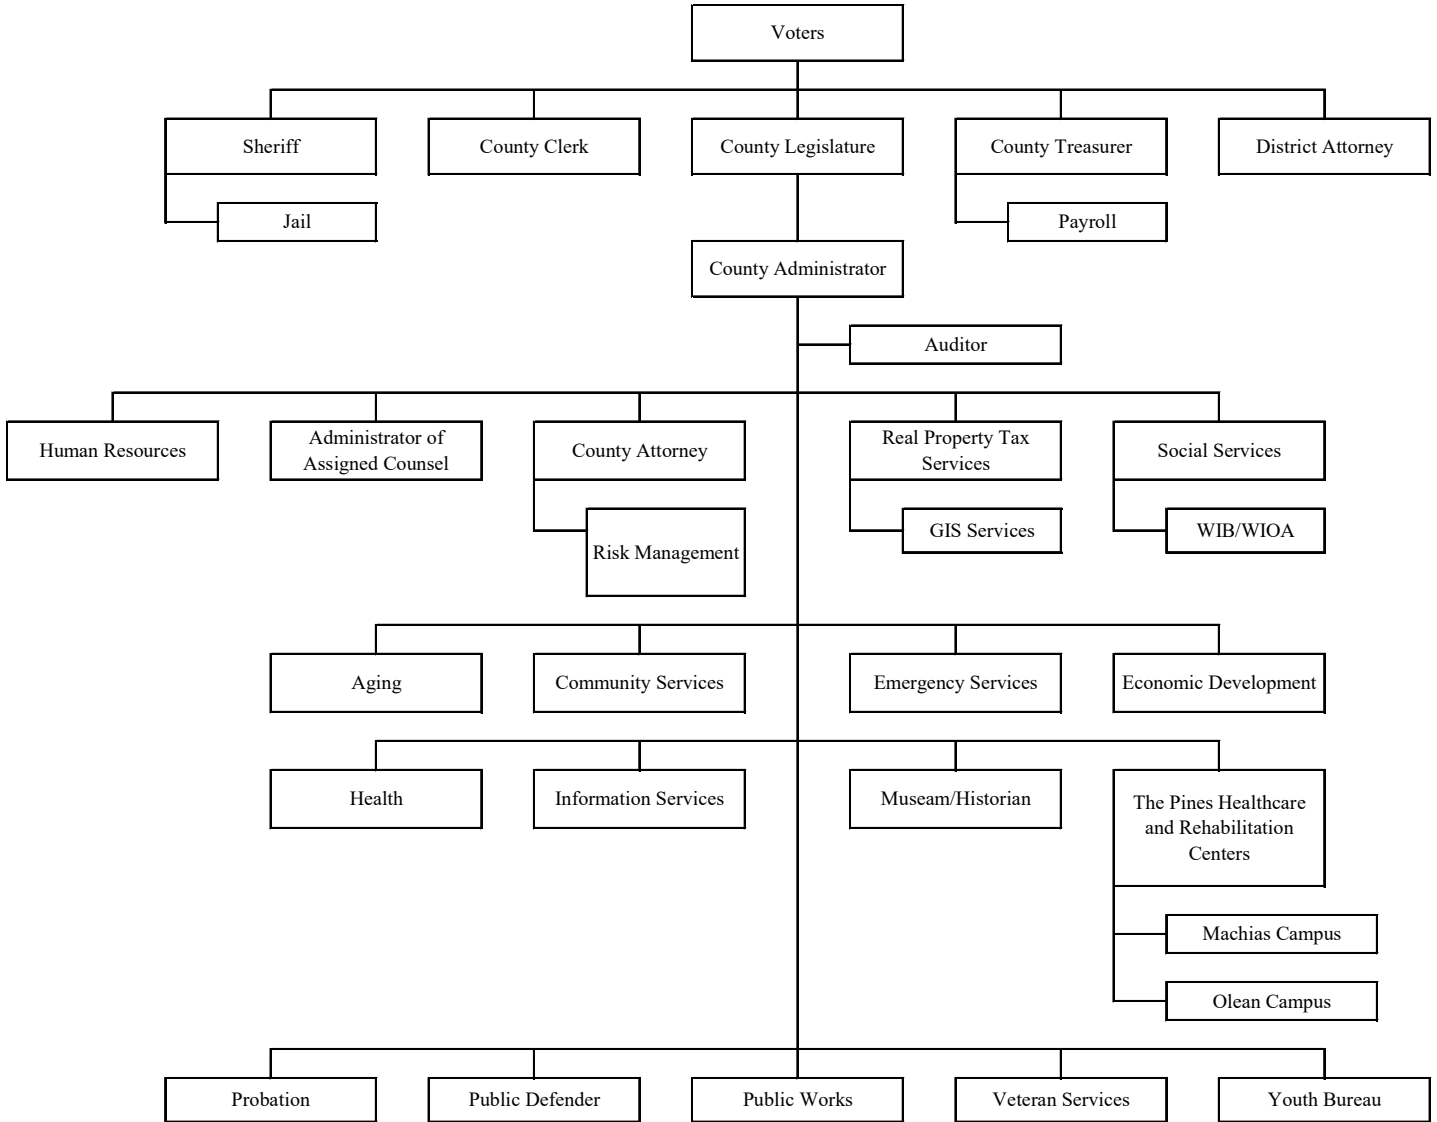 Voters
Sheriff
County Clerk
County Legislature
County Treasurer
District Attorney
Jail
Payroll
County Administrator
Auditor
Human Resources
Administrator of
Assigned Counsel
County Attorney
Real Property Tax
Services
Social Services
Risk Management
GIS Services
WIB/WIOA
Aging
Community Services
Emergency Services
Economic Development
Health
Information Services
Museam/Historian
The Pines Healthcare
and Rehabilitation
Centers
Machias Campus
Olean Campus
Probation
Public Defender
Public Works
Veteran Services
Youth Bureau